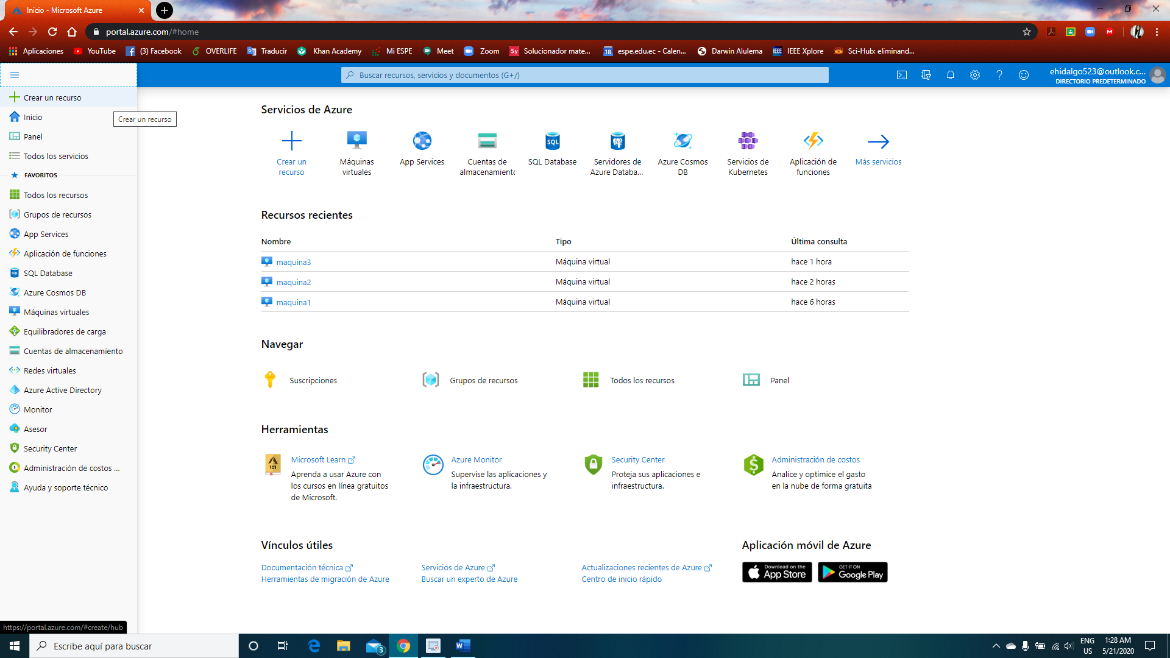 Inicio - Microsoft Azure
portal.azure.com/#home
Aplicaciones YouTube (3) Facebook OVERLIFE Traducir Khan Academy Mi ESPE Meet Zoom Solucionador mate... espe.edu.ec - Calen... Darwin Alulema IEEE Xplore Sci-Hub: eliminand...
Buscar recursos, servicios y documentos (G+/)
ehidalgo523@outlook.c...
DIRECTORIO PREDETERMINADO
Crear un recurso
Crear un recurso
Inicio
Panel
Todos los servicios
FAVORITOS
Todos los recursos
Grupos de recursos
App Services
Aplicación de funciones
SQL Database
Azure Cosmos DB
Máquinas virtuales
Equilibradores de carga
Cuentas de almacenamiento
Redes virtuales
Azure Active Directory
Monitor
Asesor
Security Center
Administración de costos ...
Ayuda y soporte técnico
Servicios de Azure
Crear un
recurso
Máquinas
virtuales
App Services
Cuentas de
almacenamiento
SQL Database
Servidores de
Azure Databa...
Azure Cosmos
DB
Servicios de
Kubernetes
Aplicación de
funciones
Más servicios
Recursos recientes
Nombre Tipo Última consulta
maquina3 Máquina virtual hace 1 hora
maquina2 Máquina virtual hace 2 horas
maquina1 Máquina virtual hace 6 horas
Navegar
Suscripciones Grupos de recursos Todos los recursos Panel
Herramientas
Microsoft Learn
Aprenda a usar Azure con
los cursos en línea gratuitos
de Microsoft.
Azure Monitor
Supervise las aplicaciones y
la infraestructura.
Security Center
Proteja sus aplicaciones e
infraestructura.
Administración de costos
Analice y optimice el gasto
en la nube de forma gratuita
Vínculos útiles
Documentación técnica Servicios de Azure Actualizaciones recientes de Azure
Herramientas de migración de Azure Buscar un experto de Azure Centro de inicio rápido
Aplicación móvil de Azure
Download on the
App Store
GET IT ON
Google Play
https://portal.azure.com/#create/hub
Escribe aquí para buscar
3
ENG
US
1:28 AM
5/21/2020